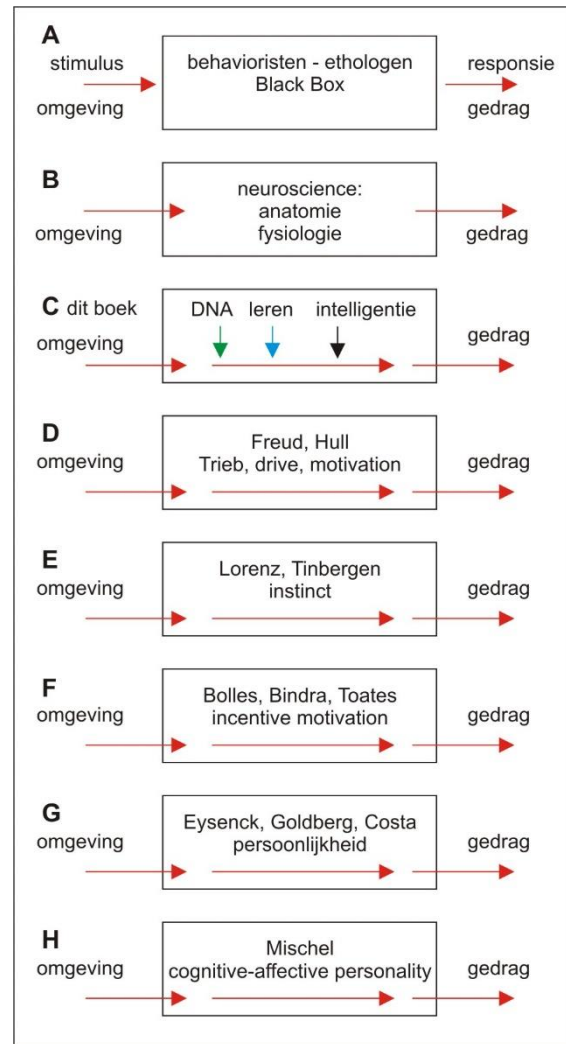 A
stimulus behavioristen - ethologen responsie
Black Box
omgeving gedrag
B
neuroscience:
anatomie
omgeving fysiologie gedrag
C dit boek DNA leren intelligentie
omgeving gedrag
D
Freud, Hull
omgeving Trieb, drive, motivation gedrag
E
Lorenz, Tinbergen
omgeving instinct gedrag
F
Bolles, Bindra, Toates
omgeving incentive motivation gedrag
G
Eysenck, Goldberg, Costa
omgeving persoonlijkheid gedrag
H
Mischel
omgeving cognitive-affective personality gedrag